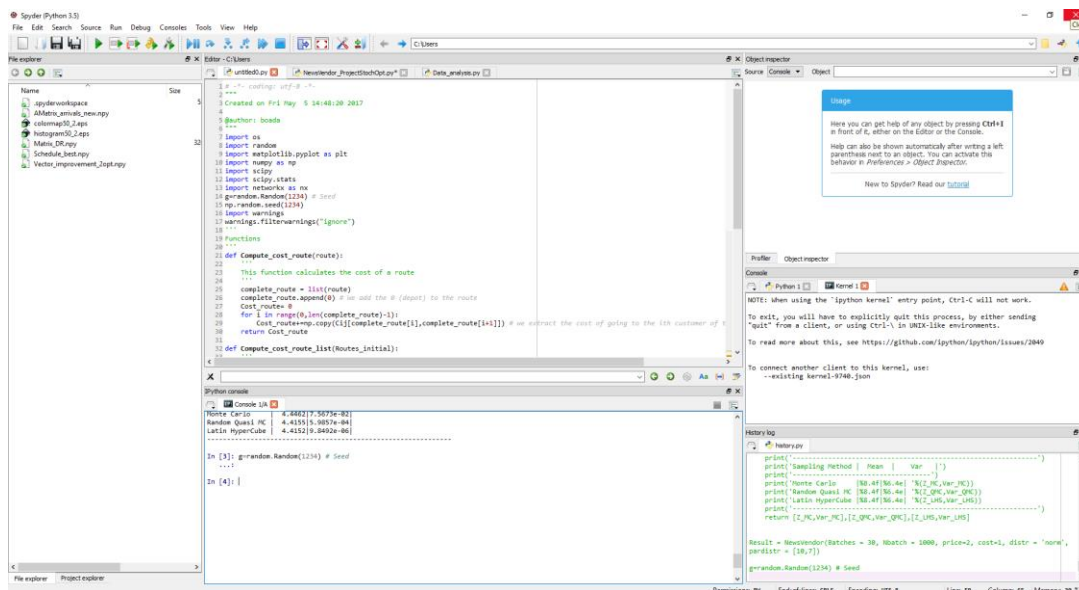 Spyder (Python 3.5)
File Edit Search Source Run Debug Consoles Tools View Help
C:\Users
File explorer
Name Size
.spyderworkspace 5
AMatrix_arrivals_new.npy
colormap50_2.eps
histogram50_2.eps
Matrix_DR.npy 32
Schedule_best.npy
Vector_improvement_2opt.npy
File explorer Project explorer
Editor - C:\Users
untitled0.py NewsVendor_ProjectStochOpt.py* Data_analysis.py
1 # -*- coding: utf-8 -*-
2 """
3 Created on Fri May 5 14:48:20 2017
4
5 @author: boada
6 """
7 import os
8 import random
9 import matplotlib.pyplot as plt
10 import numpy as np
11 import scipy
12 import scipy.stats
13 import networkx as nx
14 g=random.Random(1234) # Seed
15 np.random.seed(1234)
16 import warnings
17 warnings.filterwarnings("ignore")
18 '''
19 Functions
20 '''
21 def Compute_cost_route(route):
22 '''
23 This function calculates the cost of a route
24 '''
25 complete_route = list(route)
26 complete_route.append(0) # we add the 0 (depot) to the route
27 Cost_route= 0
28 for i in range(0,len(complete_route)-1):
29 Cost_route+=np.copy(Cij[complete_route[i],complete_route[i+1]]) # we extract the cost of going to the ith customer of t
30 return Cost_route
31
32 def Compute_cost_route_list(Routes_initial):
33 '''
Aa
IPython console
Console 1/A
Monte Carlo | 4.4462|7.5673e-02|
Random Quasi MC | 4.4155|5.9857e-04|
Latin HyperCube | 4.4152|9.8492e-06|
------------------------------------------------------------
In [3]: g=random.Random(1234) # Seed
...:
In [4]:
Object inspector
Source Console Object
Usage
Here you can get help of any object by pressing Ctrl+I
in front of it, either on the Editor or the Console.
Help can also be shown automatically after writing a left
parenthesis next to an object. You can activate this
behavior in Preferences > Object Inspector.
New to Spyder? Read our tutorial
Profiler Object inspector
Console
Python 1 Kernel 1
NOTE: When using the `ipython kernel` entry point, Ctrl-C will not work.
To exit, you will have to explicitly quit this process, by either sending
"quit" from a client, or using Ctrl-\ in UNIX-like environments.
To read more about this, see https://github.com/ipython/ipython/issues/2049
To connect another client to this kernel, use:
--existing kernel-9740.json
History log
history.py
print('------------------------------------------------------------')
print('Sampling Method | Mean | Var |')
print('----------------------------------')
print('Monte Carlo |%8.4f|%6.4e| '%(Z_MC,Var_MC))
print('Random Quasi MC |%8.4f|%6.4e| '%(Z_QMC,Var_QMC))
print('Latin HyperCube |%8.4f|%6.4e| '%(Z_LHS,Var_LHS))
print('------------------------------------------------------------')
return [Z_MC,Var_MC],[Z_QMC,Var_QMC],[Z_LHS,Var_LHS]
Result = NewsVendor(Batches = 30, Nbatch = 1000, price=2, cost=1, distr = 'norm',
pardistr = [10,7])
g=random.Random(1234) # Seed